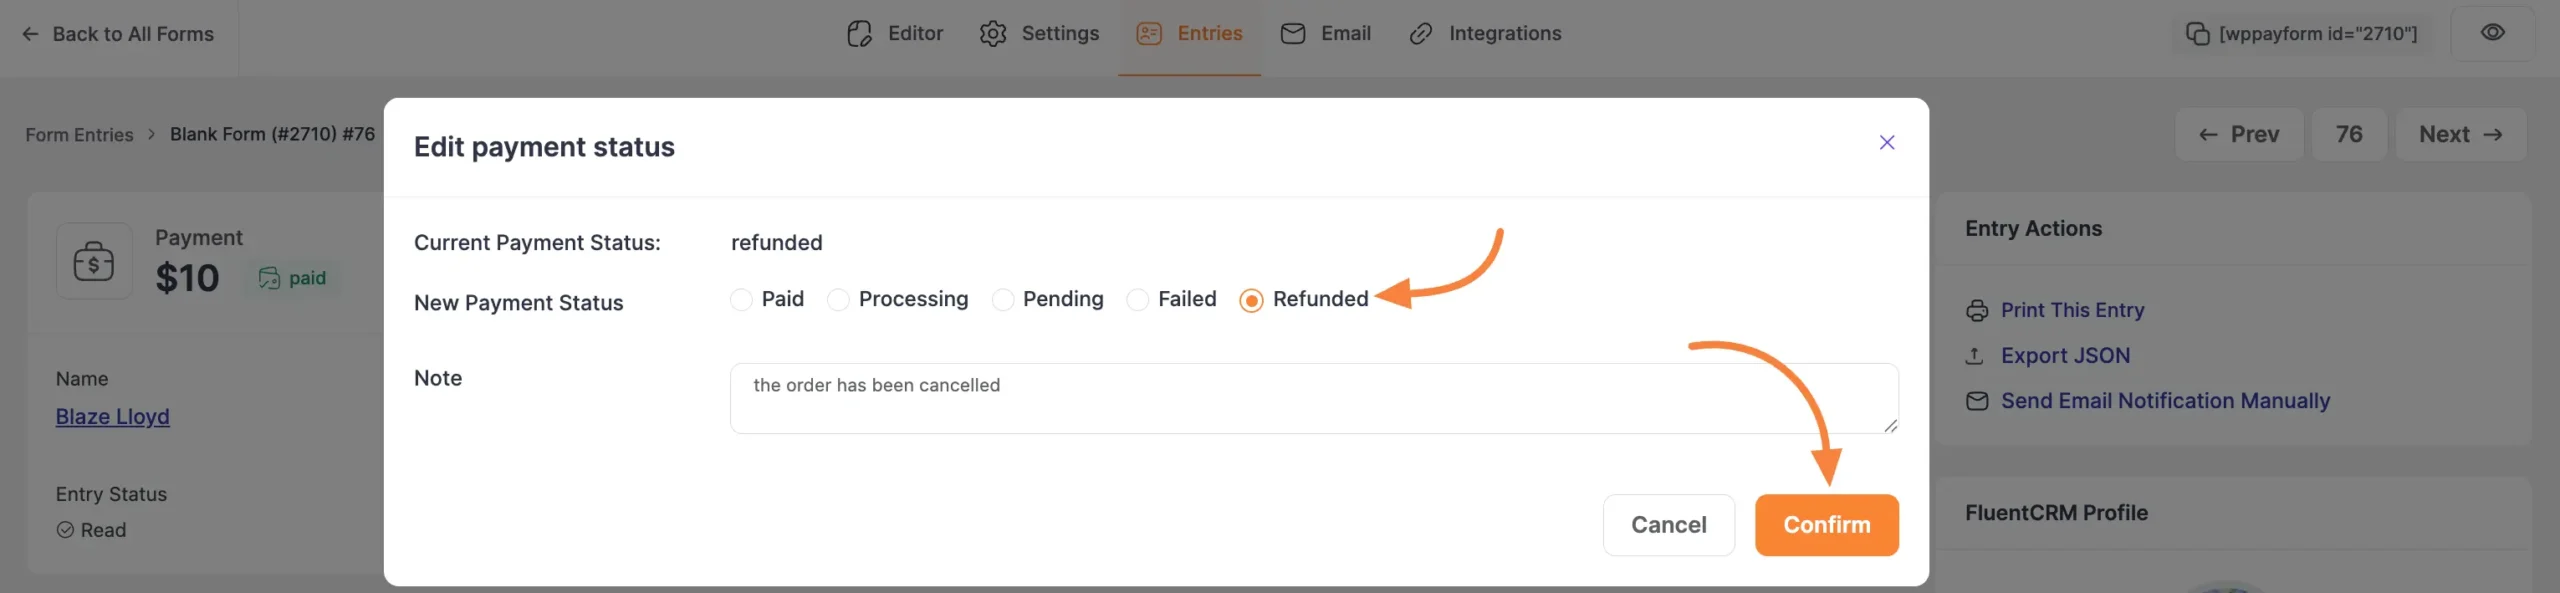 Back to All Forms
Editor
Settings
Entries
Email
Integrations
[wppayform id="2710"]
Form Entries > Blank Form (#2710) #76
Prev
76
Next
Edit payment status
Payment
$10
paid
Name
Blaze Lloyd
Entry Status
Read
Current Payment Status: refunded
New Payment Status Paid Processing Pending Failed Refunded
Note the order has been cancelled
Cancel
Confirm
Entry Actions
Print This Entry
Export JSON
Send Email Notification Manually
FluentCRM Profile